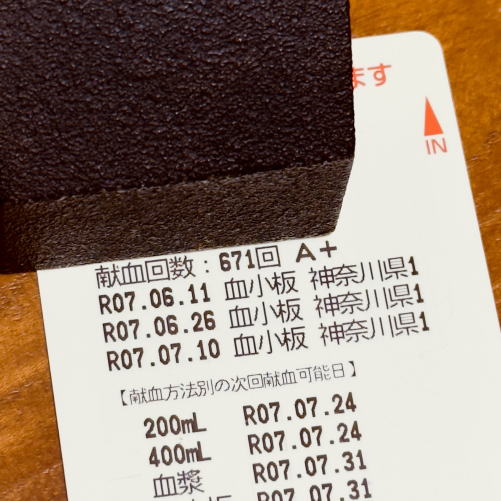 ます
IN
献血回数：671回 A+
R07.06.11 血小板 神奈川県1
R07.06.26 血小板 神奈川県1
R07.07.10 血小板 神奈川県1
【献血方法別の次回献血可能日】
200mL R07.07.24
400mL R07.07.24
血漿 R07.07.31
血小板 R07.07.31